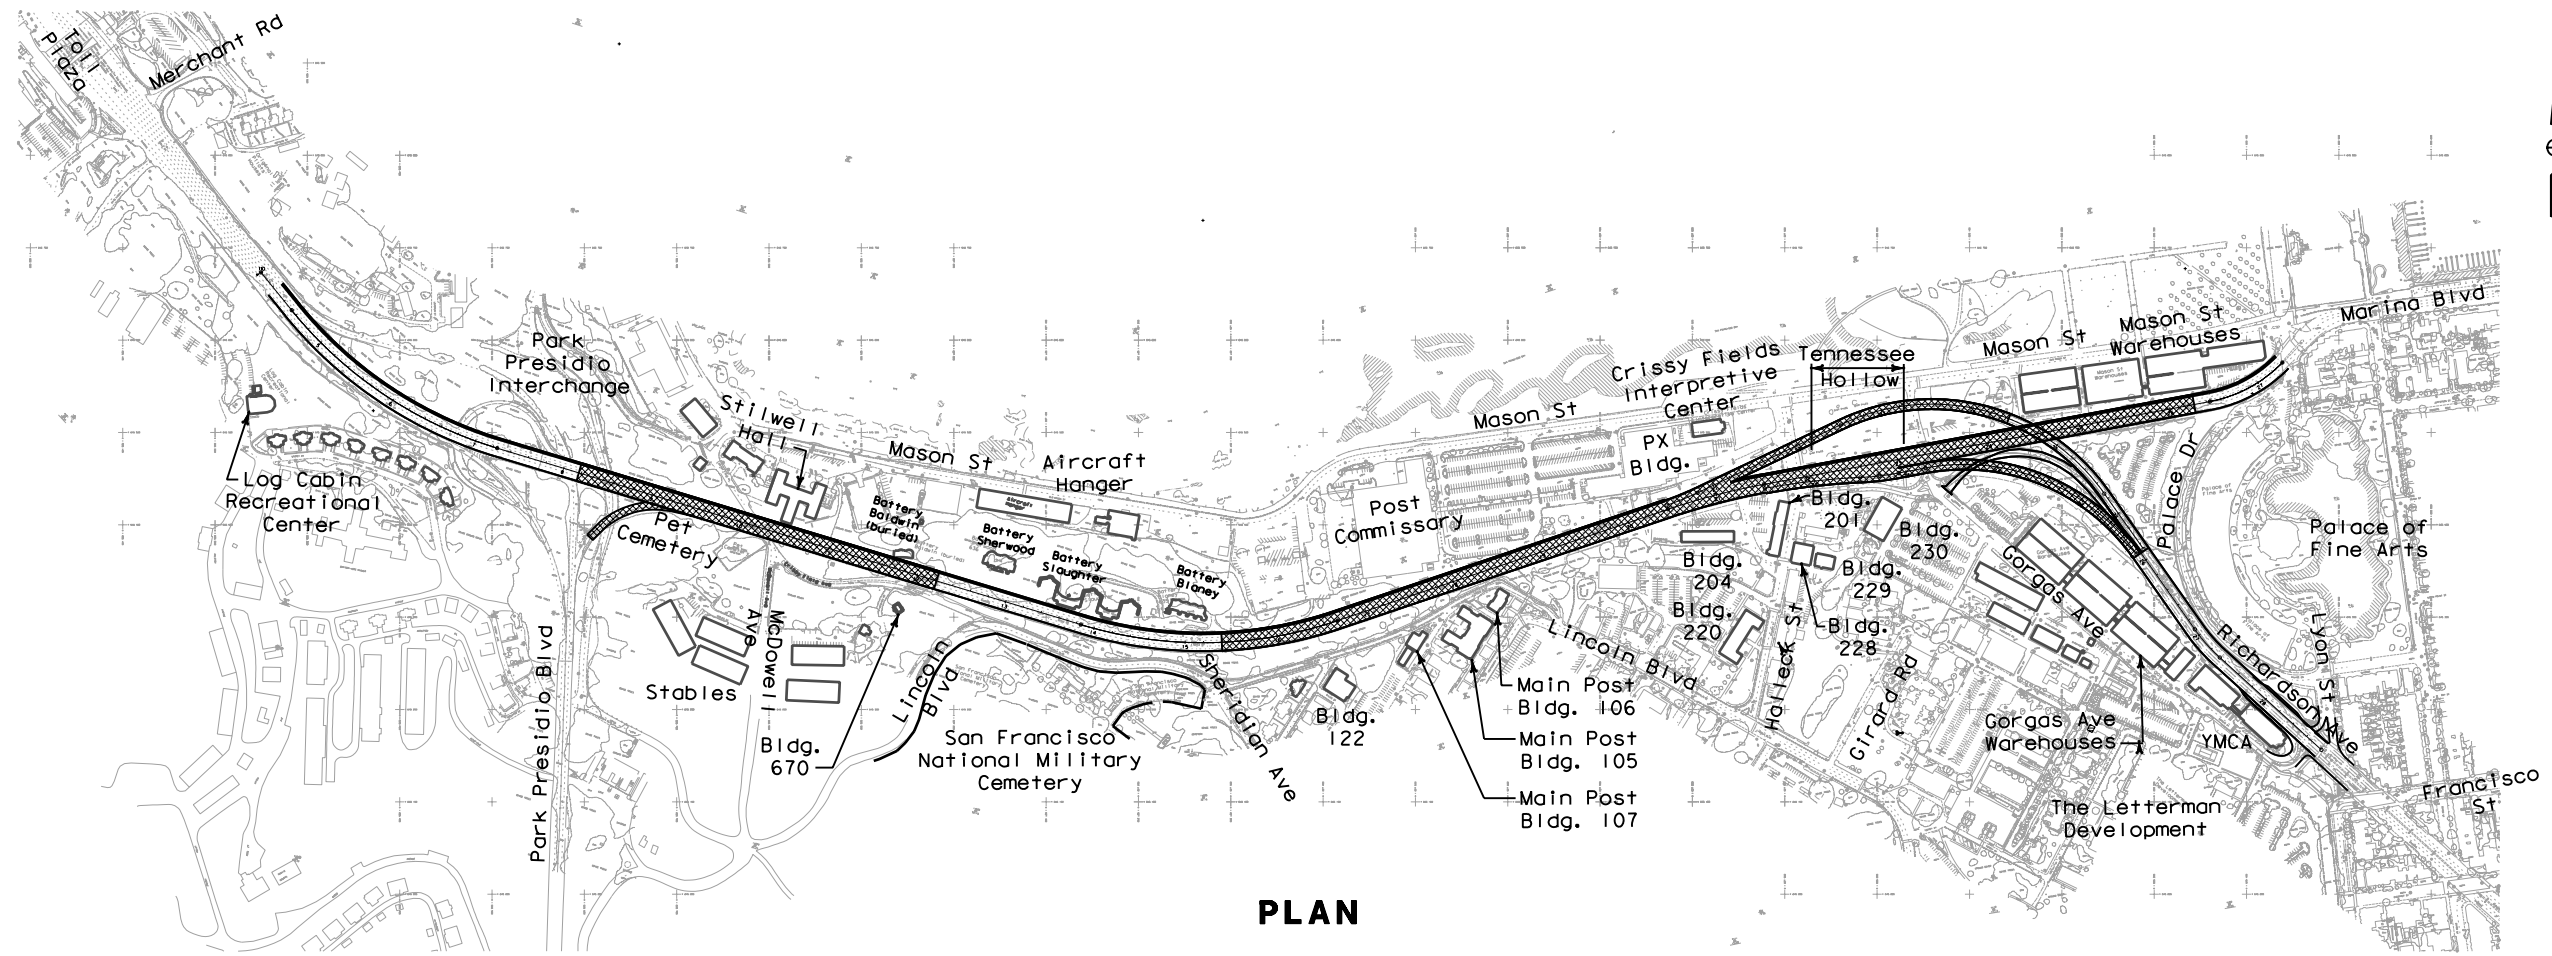 Toll
Plaza
Merchant Rd
Park
Presidio
Interchange
Stilwell
Hall
Mason St
Aircraft
Hanger
Log Cabin
Recreational
Center
Pet
Cemetery
Battery
Baldwin
(buried)
Battery
Sherwood
Battery
Slaughter
Battery
Blaney
Stables
McDowell
Ave
Park Presidio Blvd
Bldg.
670
Lincoln
Blvd
San Francisco
National Military
Cemetery
Sheridian Ave
Bldg.
122
Post
Commissary
Mason St
Crissy Fields
Interpretive
Center
PX
Bldg.
Tennessee
Hollow
Mason St
Mason St
Warehouses
Marina Blvd
Main Post
Bldg. 106
Main Post
Bldg. 105
Main Post
Bldg. 107
Lincoln Blvd
Bldg.
204
Bldg.
220
Bldg.
201
Bldg.
230
Bldg.
229
Bldg.
228
Halleck St
Girard Rd
Gorgas Ave
Gorgas Ave
Warehouses
The Letterman
Development
YMCA
Palace Dr
Palace of
Fine Arts
Richardson Ave
Lyon St
Francisco
St
PLAN